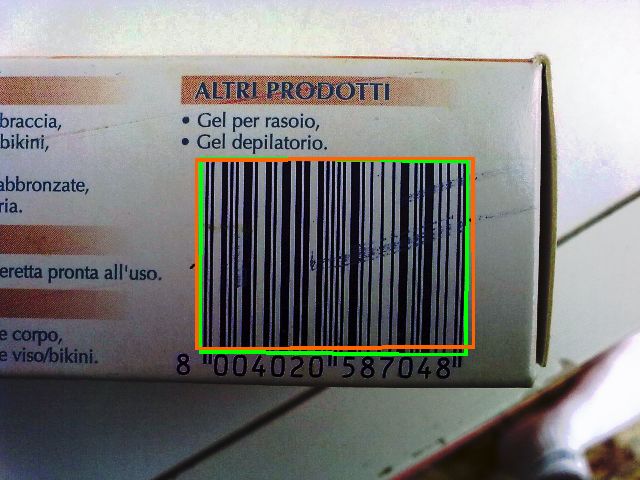 braccia,
bikini,
abbronzate,
ria.
eretta pronta all'uso.
e corpo,
e viso/bikini.
ALTRI PRODOTTI
• Gel per rasoio,
• Gel depilatorio.
8 "004020"587048"